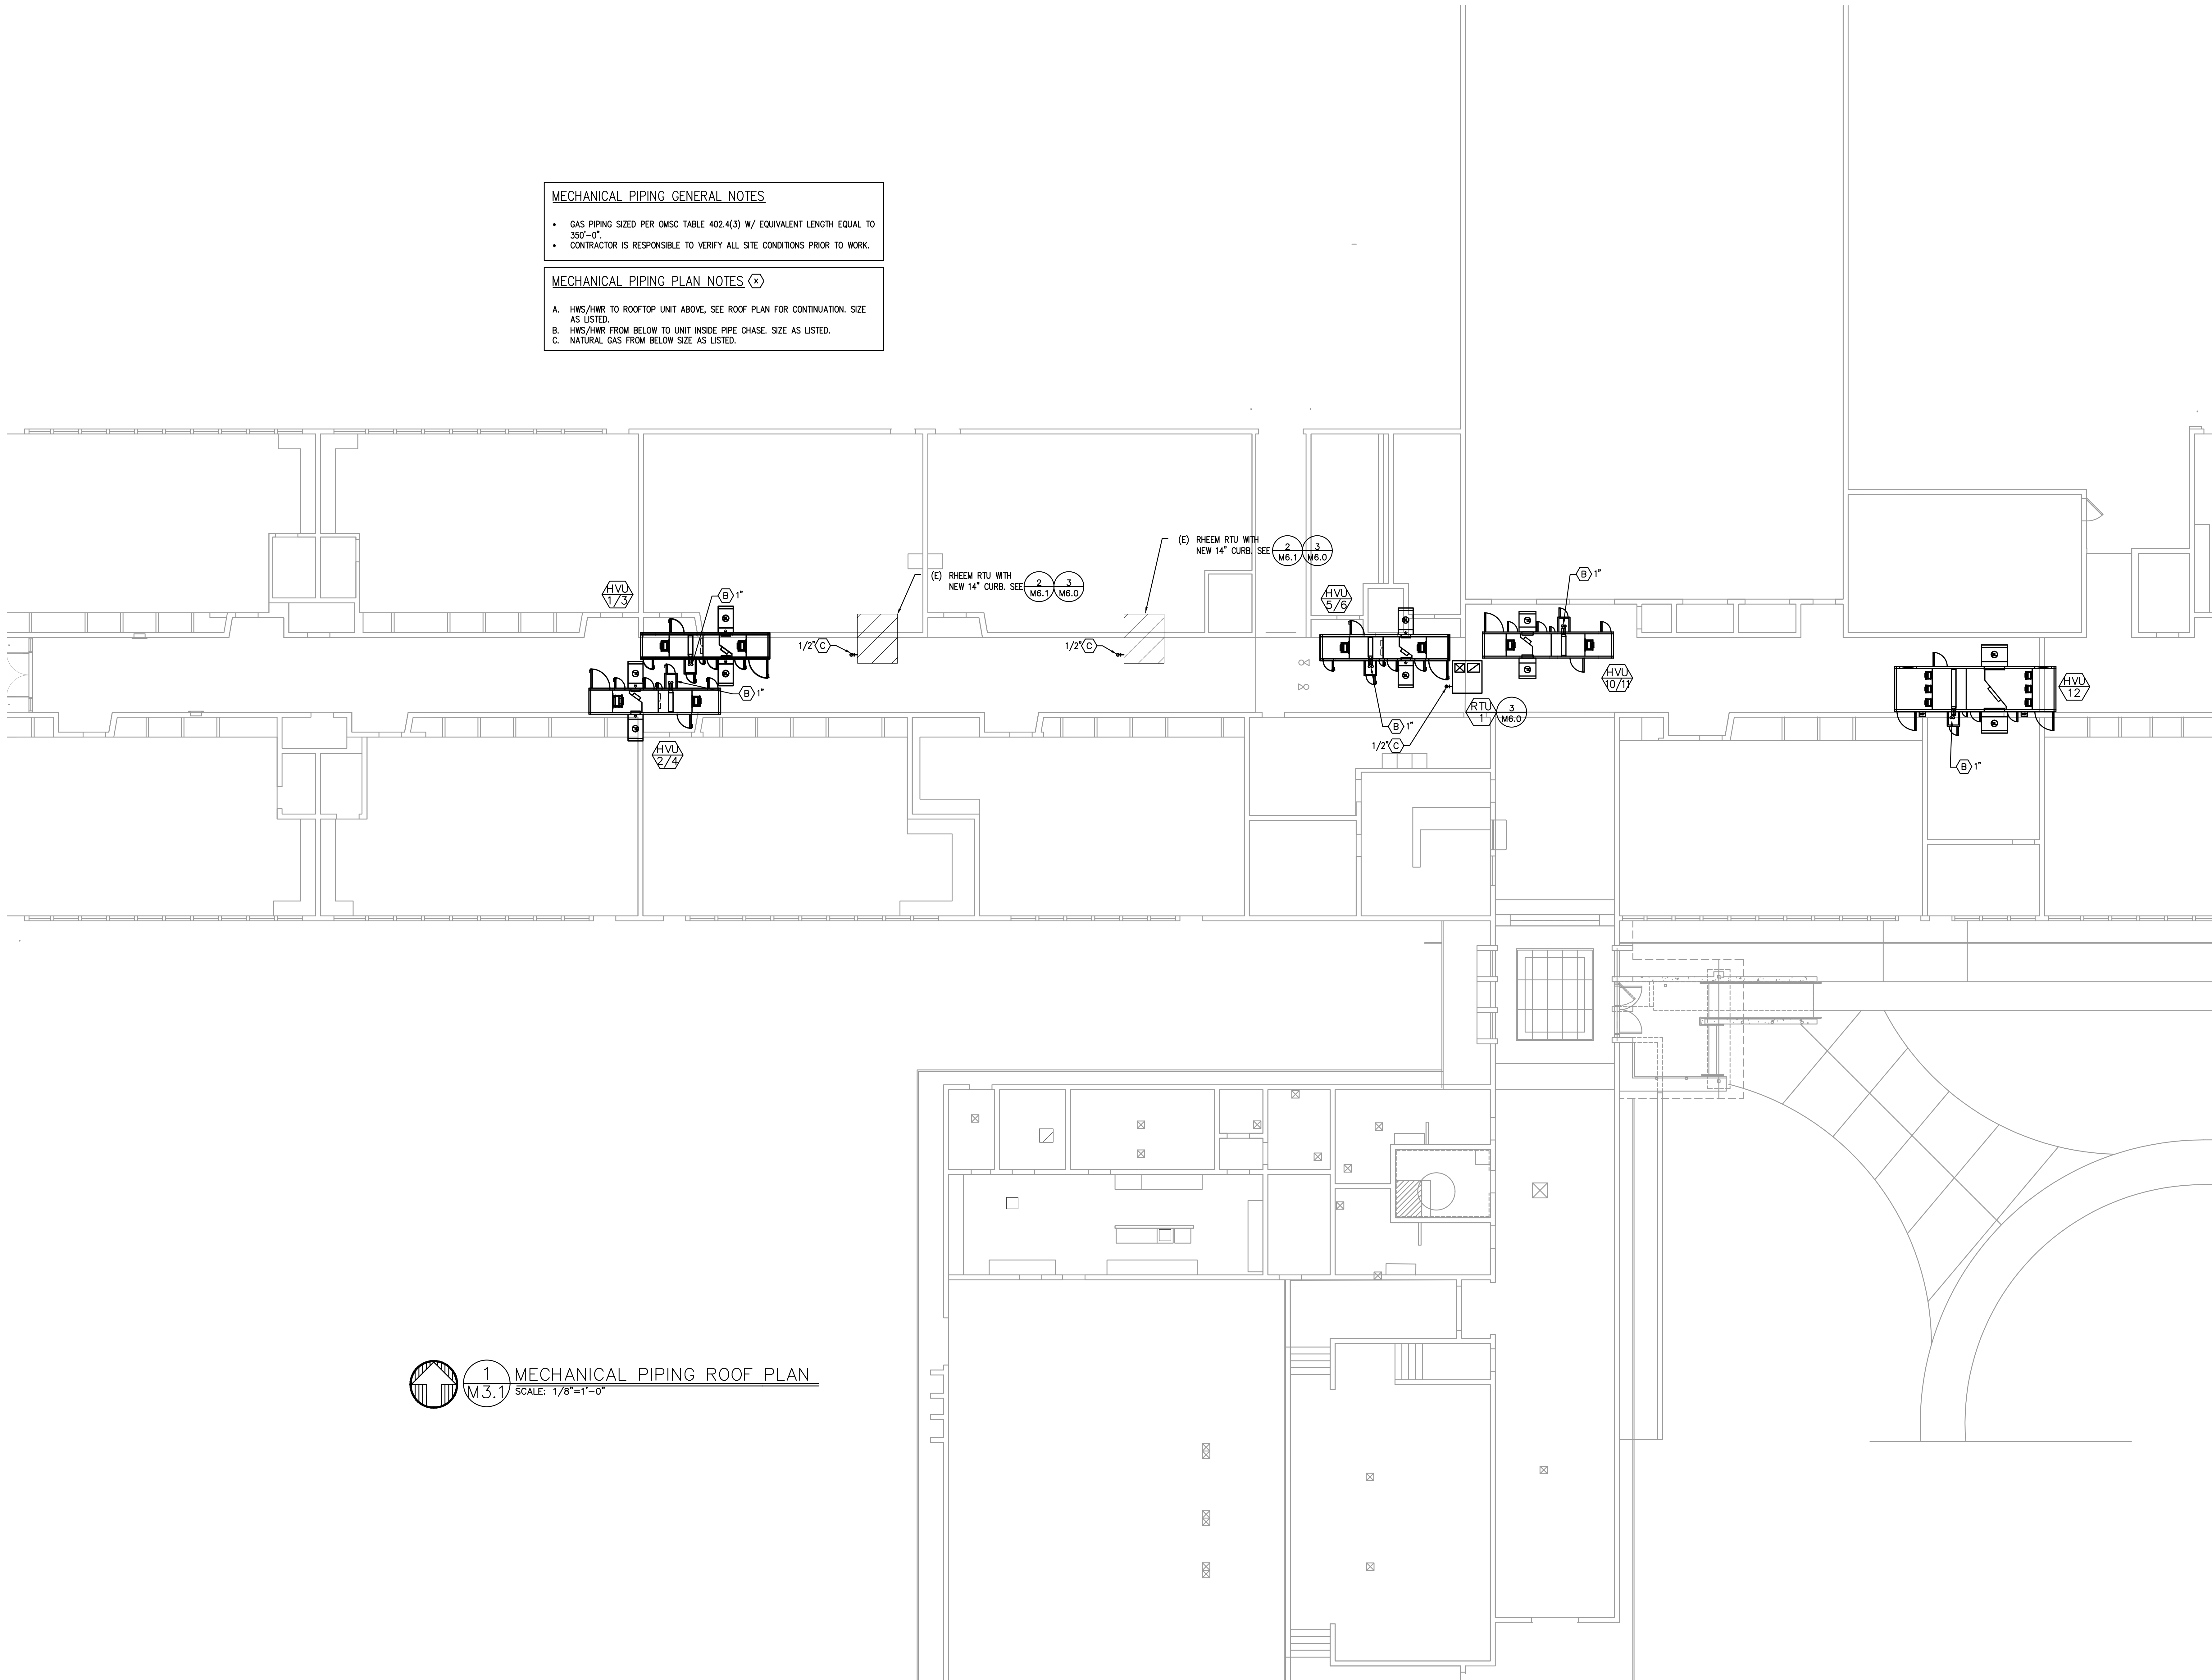 MECHANICAL PIPING GENERAL NOTES
• GAS PIPING SIZED PER OMSC TABLE 402.4(3) W/ EQUIVALENT LENGTH EQUAL TO
350'-0".
• CONTRACTOR IS RESPONSIBLE TO VERIFY ALL SITE CONDITIONS PRIOR TO WORK.
MECHANICAL PIPING PLAN NOTES X
A. HWS/HWR TO ROOFTOP UNIT ABOVE, SEE ROOF PLAN FOR CONTINUATION. SIZE
AS LISTED.
B. HWS/HWR FROM BELOW TO UNIT INSIDE PIPE CHASE. SIZE AS LISTED.
C. NATURAL GAS FROM BELOW SIZE AS LISTED.
(E) RHEEM RTU WITH
NEW 14" CURB. SEE
2
M6.1
3
M6.0
(E) RHEEM RTU WITH
NEW 14" CURB. SEE
2
M6.1
3
M6.0
HVU
1/3
B 1"
1/2" C
1/2" C
HVU
5/6
B 1"
B 1"
HVU
2/4
HVU
10/11
HVU
12
RTU
1
3
M6.0
B 1"
1/2" C
B 1"
1
M3.1
MECHANICAL PIPING ROOF PLAN
SCALE: 1/8"=1'-0"